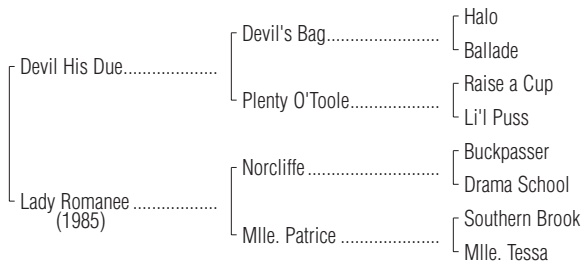 Halo
Devil's Bag........................
Ballade
Devil His Due....................
Raise a Cup
Plenty O'Toole...................
Li'l Puss
Buckpasser
Norcliffe............................
Drama School
Lady Romanee..................
(1985)
Southern Brook
Mlle. Patrice.....................
Mlle. Tessa